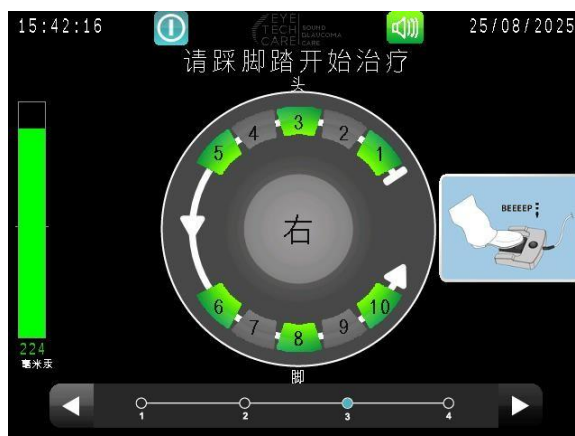 15:42:16
EYE TECH CARE
SOUND GLAUCOMA CARE
25/08/2025
请踩脚踏开始治疗
头
5 4 3 2 1
BEEEEP
右
6 7 8 9 10
224
毫米汞
脚
1 2 3 4